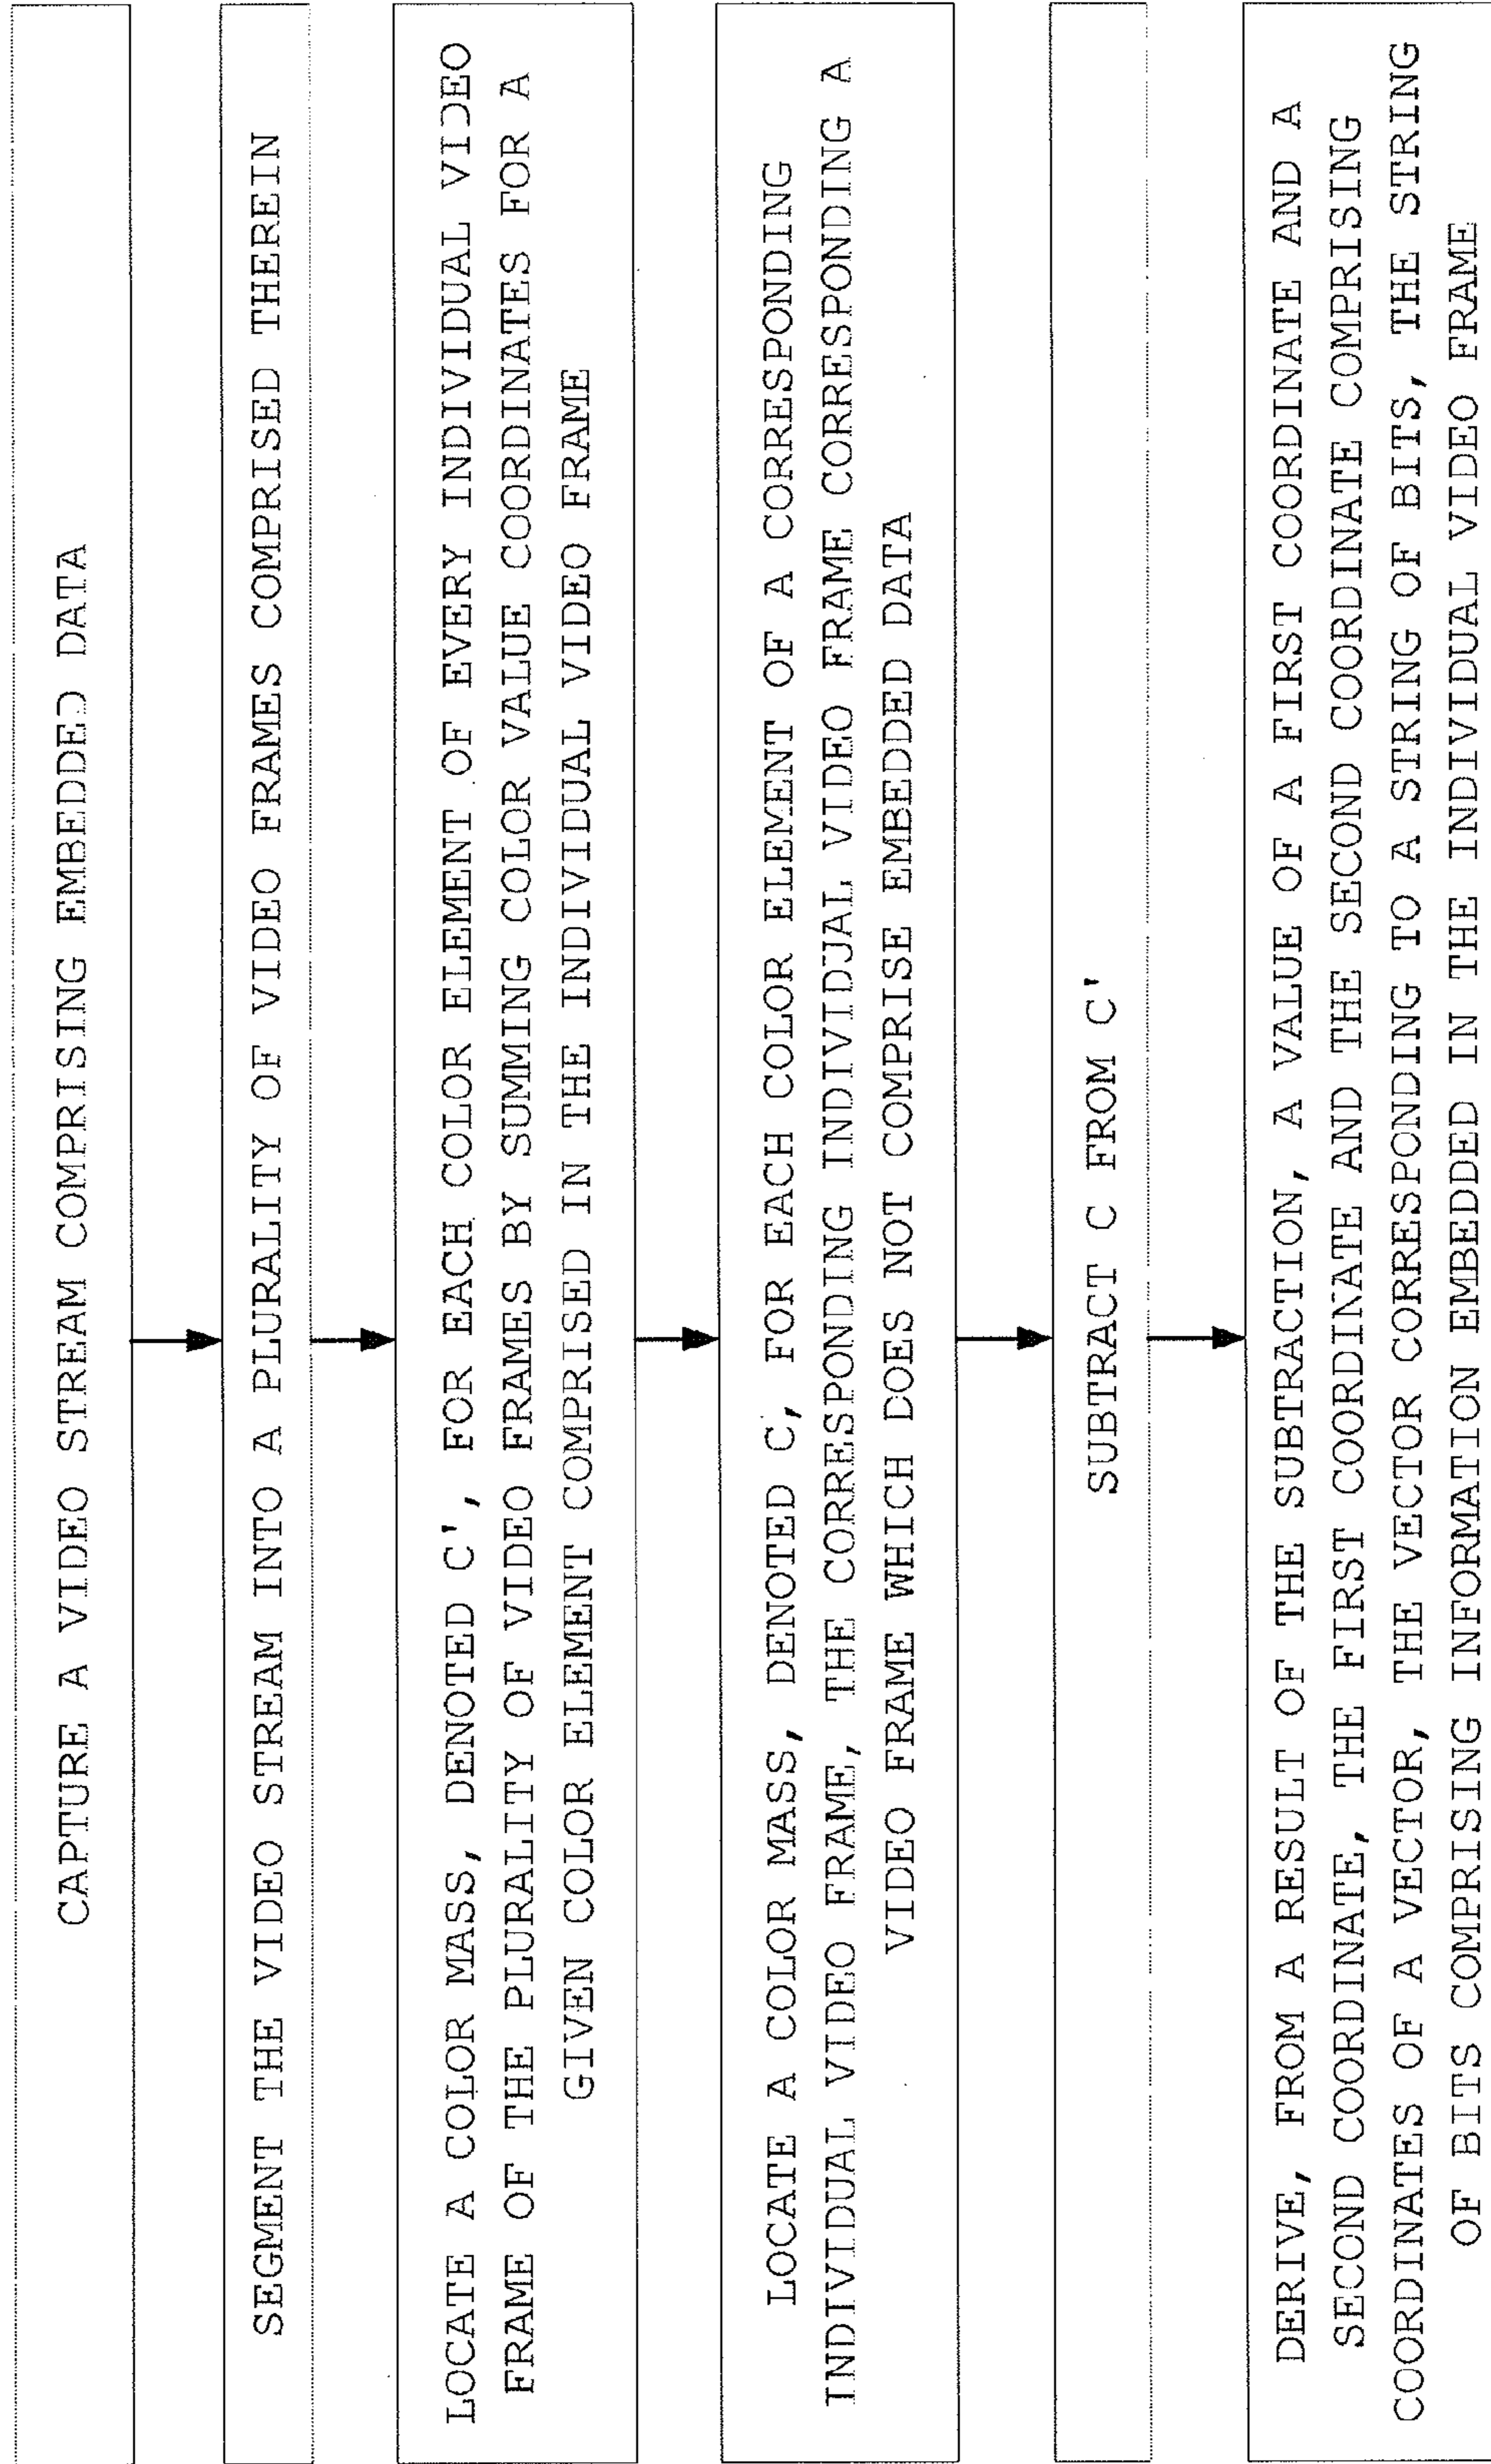 CAPTURE A VIDEO STREAM COMPRISING EMBEDDED DATA
SEGMENT THE VIDEO STREAM INTO A PLURALITY OF VIDEO FRAMES COMPRISED THEREIN
LOCATE A COLOR MASS, DENOTED C', FOR EACH COLOR ELEMENT OF EVERY INDIVIDUAL VIDEO
FRAME OF THE PLURALITY OF VIDEO FRAMES BY SUMMING COLOR VALUE COORDINATES FOR A
GIVEN COLOR ELEMENT COMPRISED IN THE INDIVIDUAL VIDEO FRAME
LOCATE A COLOR MASS, DENOTED C, FOR EACH COLOR ELEMENT OF A CORRESPONDING
INDIVIDUAL VIDEO FRAME, THE CORRESPONDING INDIVIDUAL VIDEO FRAME CORRESPONDING A
VIDEO FRAME WHICH DOES NOT COMPRISE EMBEDDED DATA
SUBTRACT C FROM C'
DERIVE, FROM A RESULT OF THE SUBTRACTION, A VALUE OF A FIRST COORDINATE AND A
SECOND COORDINATE, THE FIRST COORDINATE AND THE SECOND COORDINATE COMPRISING
COORDINATES OF A VECTOR, THE VECTOR CORRESPONDING TO A STRING OF BITS, THE STRING
OF BITS COMPRISING INFORMATION EMBEDDED IN THE INDIVIDUAL VIDEO FRAME